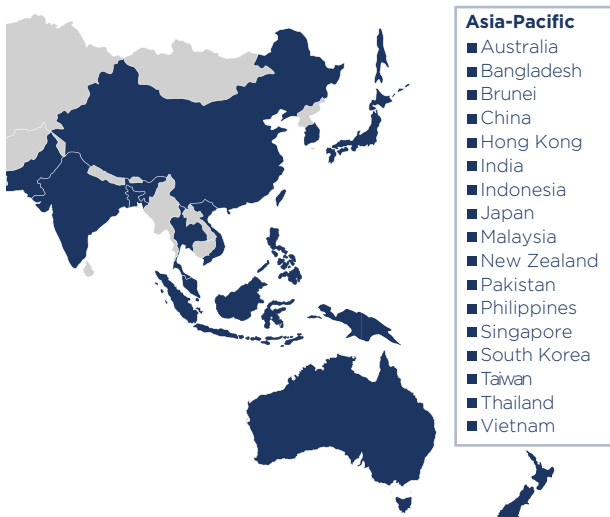 Asia-Pacific
Australia
Bangladesh
Brunei
China
Hong Kong
India
Indonesia
Japan
Malaysia
New Zealand
Pakistan
Philippines
Singapore
South Korea
Taiwan
Thailand
Vietnam